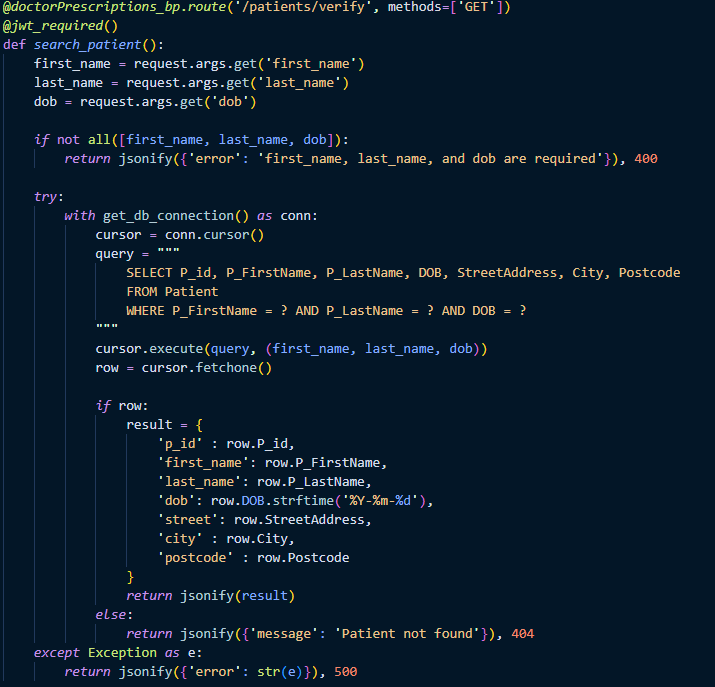 @doctorPrescriptions_bp.route('/patients/verify', methods=['GET'])
@jwt_required()
def search_patient():
    first_name = request.args.get('first_name')
    last_name = request.args.get('last_name')
    dob = request.args.get('dob')

    if not all([first_name, last_name, dob]):
        return jsonify({'error': 'first_name, last_name, and dob are required'}), 400

    try:
        with get_db_connection() as conn:
            cursor = conn.cursor()
            query = """
                SELECT P_id, P_FirstName, P_LastName, DOB, StreetAddress, City, Postcode
                FROM Patient
                WHERE P_FirstName = ? AND P_LastName = ? AND DOB = ?
            """
            cursor.execute(query, (first_name, last_name, dob))
            row = cursor.fetchone()

            if row:
                result = {
                    'p_id' : row.P_id,
                    'first_name': row.P_FirstName,
                    'last_name': row.P_LastName,
                    'dob': row.DOB.strftime('%Y-%m-%d'),
                    'street': row.StreetAddress,
                    'city' : row.City,
                    'postcode' : row.Postcode
                }
                return jsonify(result)
            else:
                return jsonify({'message': 'Patient not found'}), 404
    except Exception as e:
        return jsonify({'error': str(e)}), 500